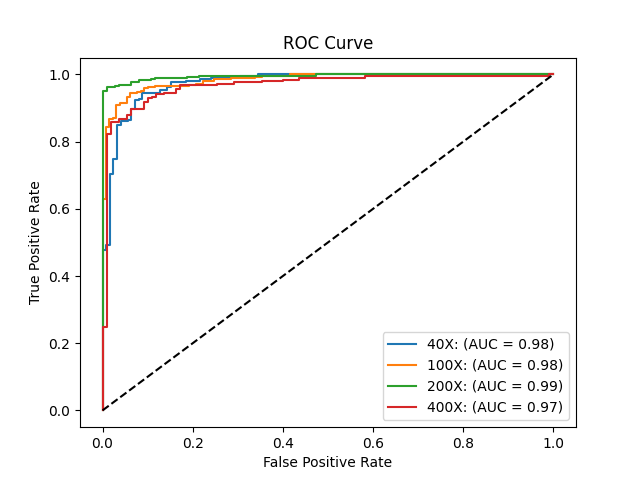 ROC Curve
1.0
0.8
0.6
0.4
0.2
0.0
True Positive Rate
40X: (AUC = 0.98)
100X: (AUC = 0.98)
200X: (AUC = 0.99)
400X: (AUC = 0.97)
0.0 0.2 0.4 0.6 0.8 1.0
False Positive Rate